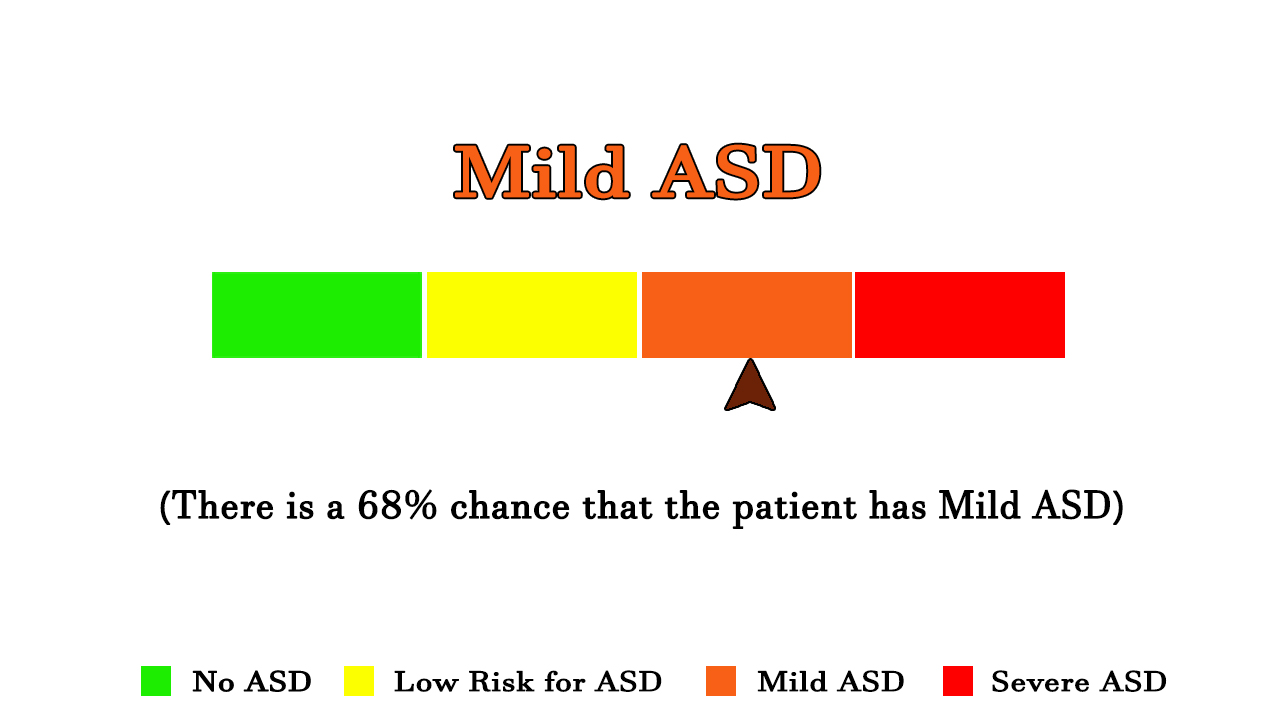 Mild ASD
(There is a 68% chance that the patient has Mild ASD)
No ASD Low Risk for ASD Mild ASD Severe ASD